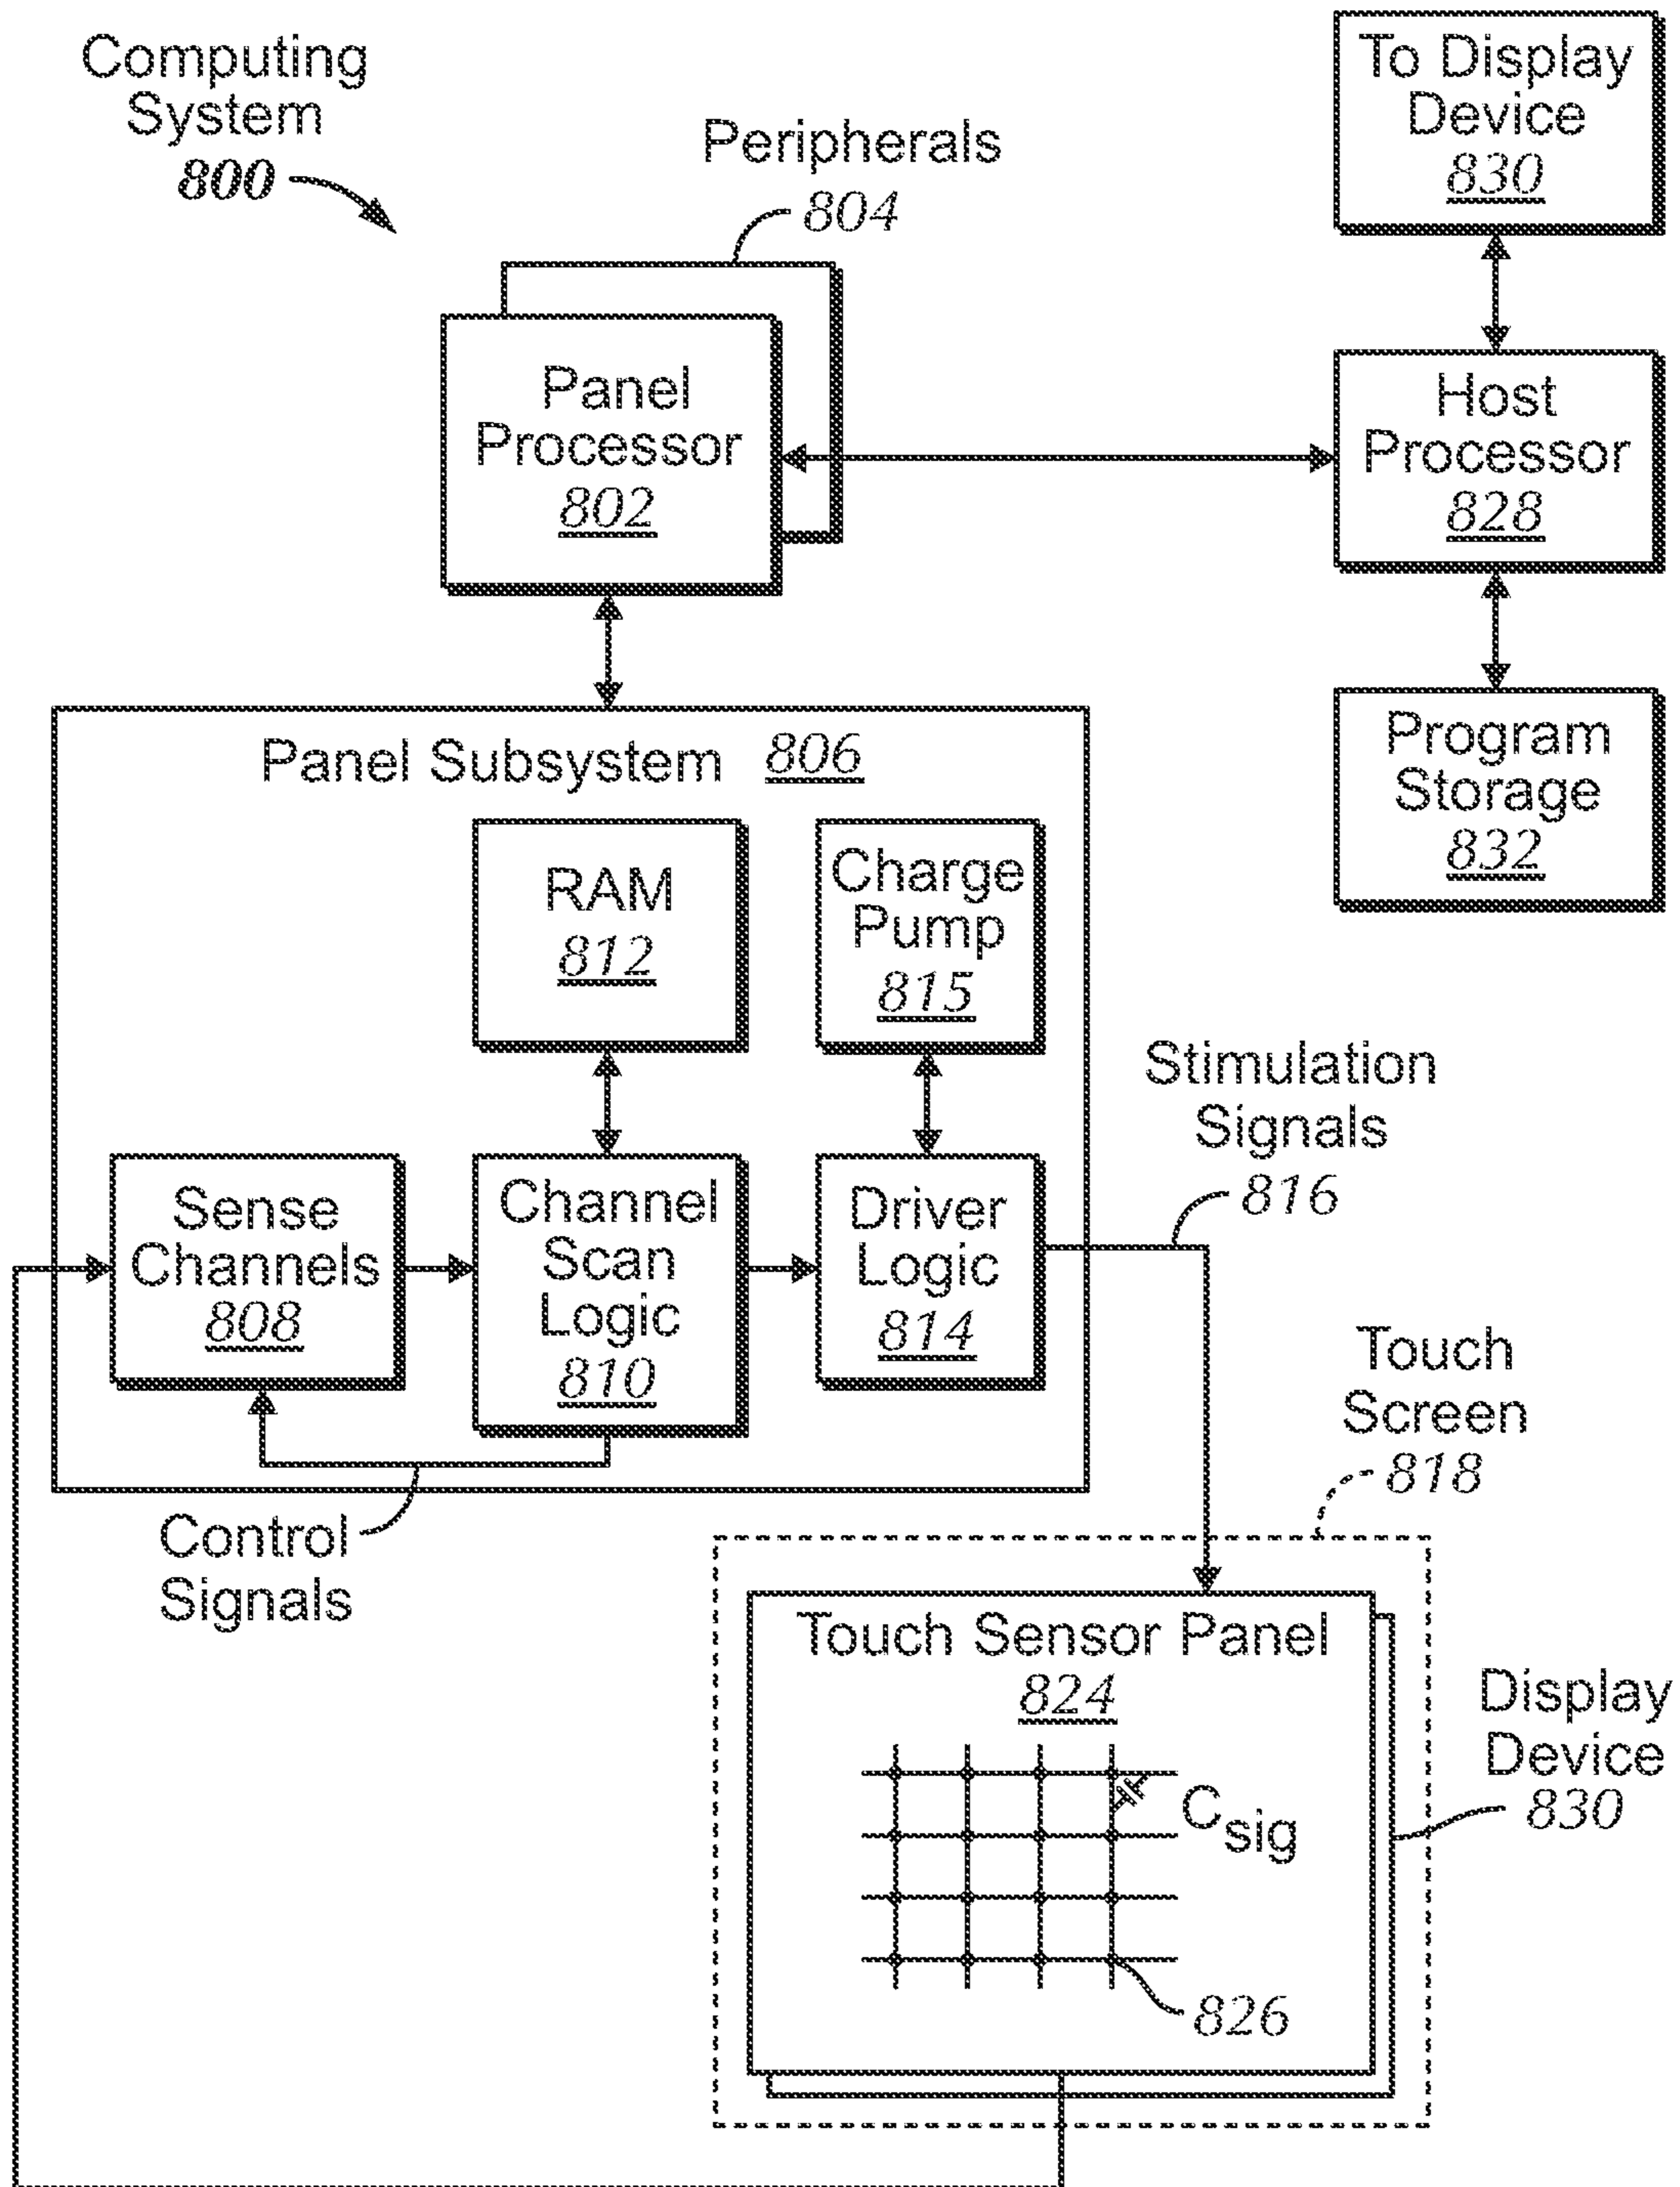 Computing
System
800
Peripherals
804
To Display
Device
830
Panel
Processor
802
Host
Processor
828
Program
Storage
832
Panel Subsystem 806
RAM
812
Charge
Pump
815
Sense
Channels
808
Channel
Scan
Logic
810
Driver
Logic
814
Stimulation
Signals
816
Control
Signals
Touch
Screen
818
Touch Sensor Panel
824
Csig
826
Display
Device
830